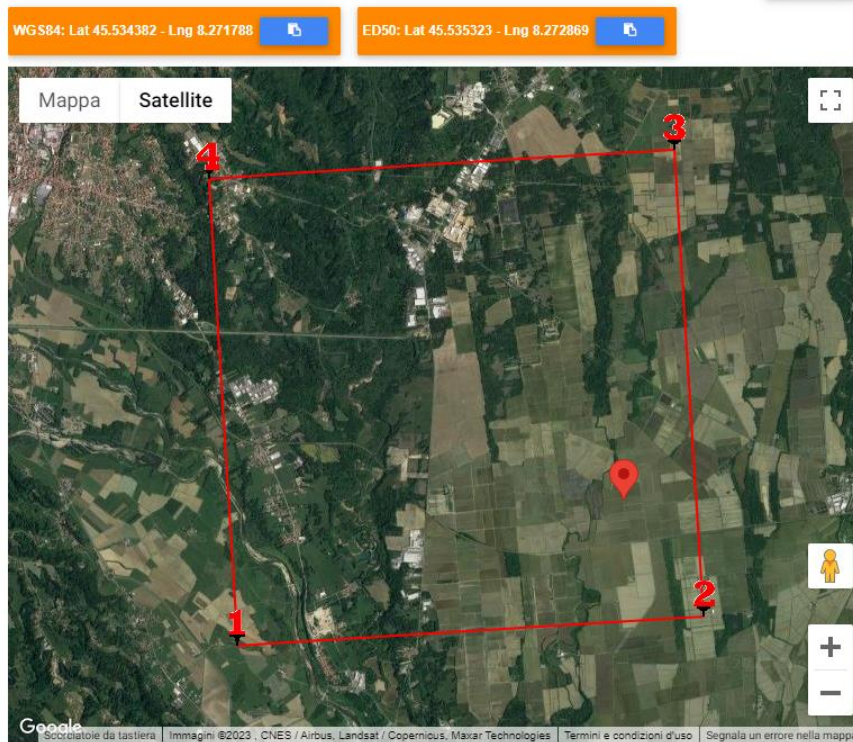 WGS84: Lat 45.534382 - Lng 8.271788
ED50: Lat 45.535323 - Lng 8.272869
Mappa Satellite
3
4
2
1
Google
Scorciatoie da tastiera Immagini ©2023 , CNES / Airbus, Landsat / Copernicus, Maxar Technologies Termini e condizioni d'uso Segnala un errore nella mappa